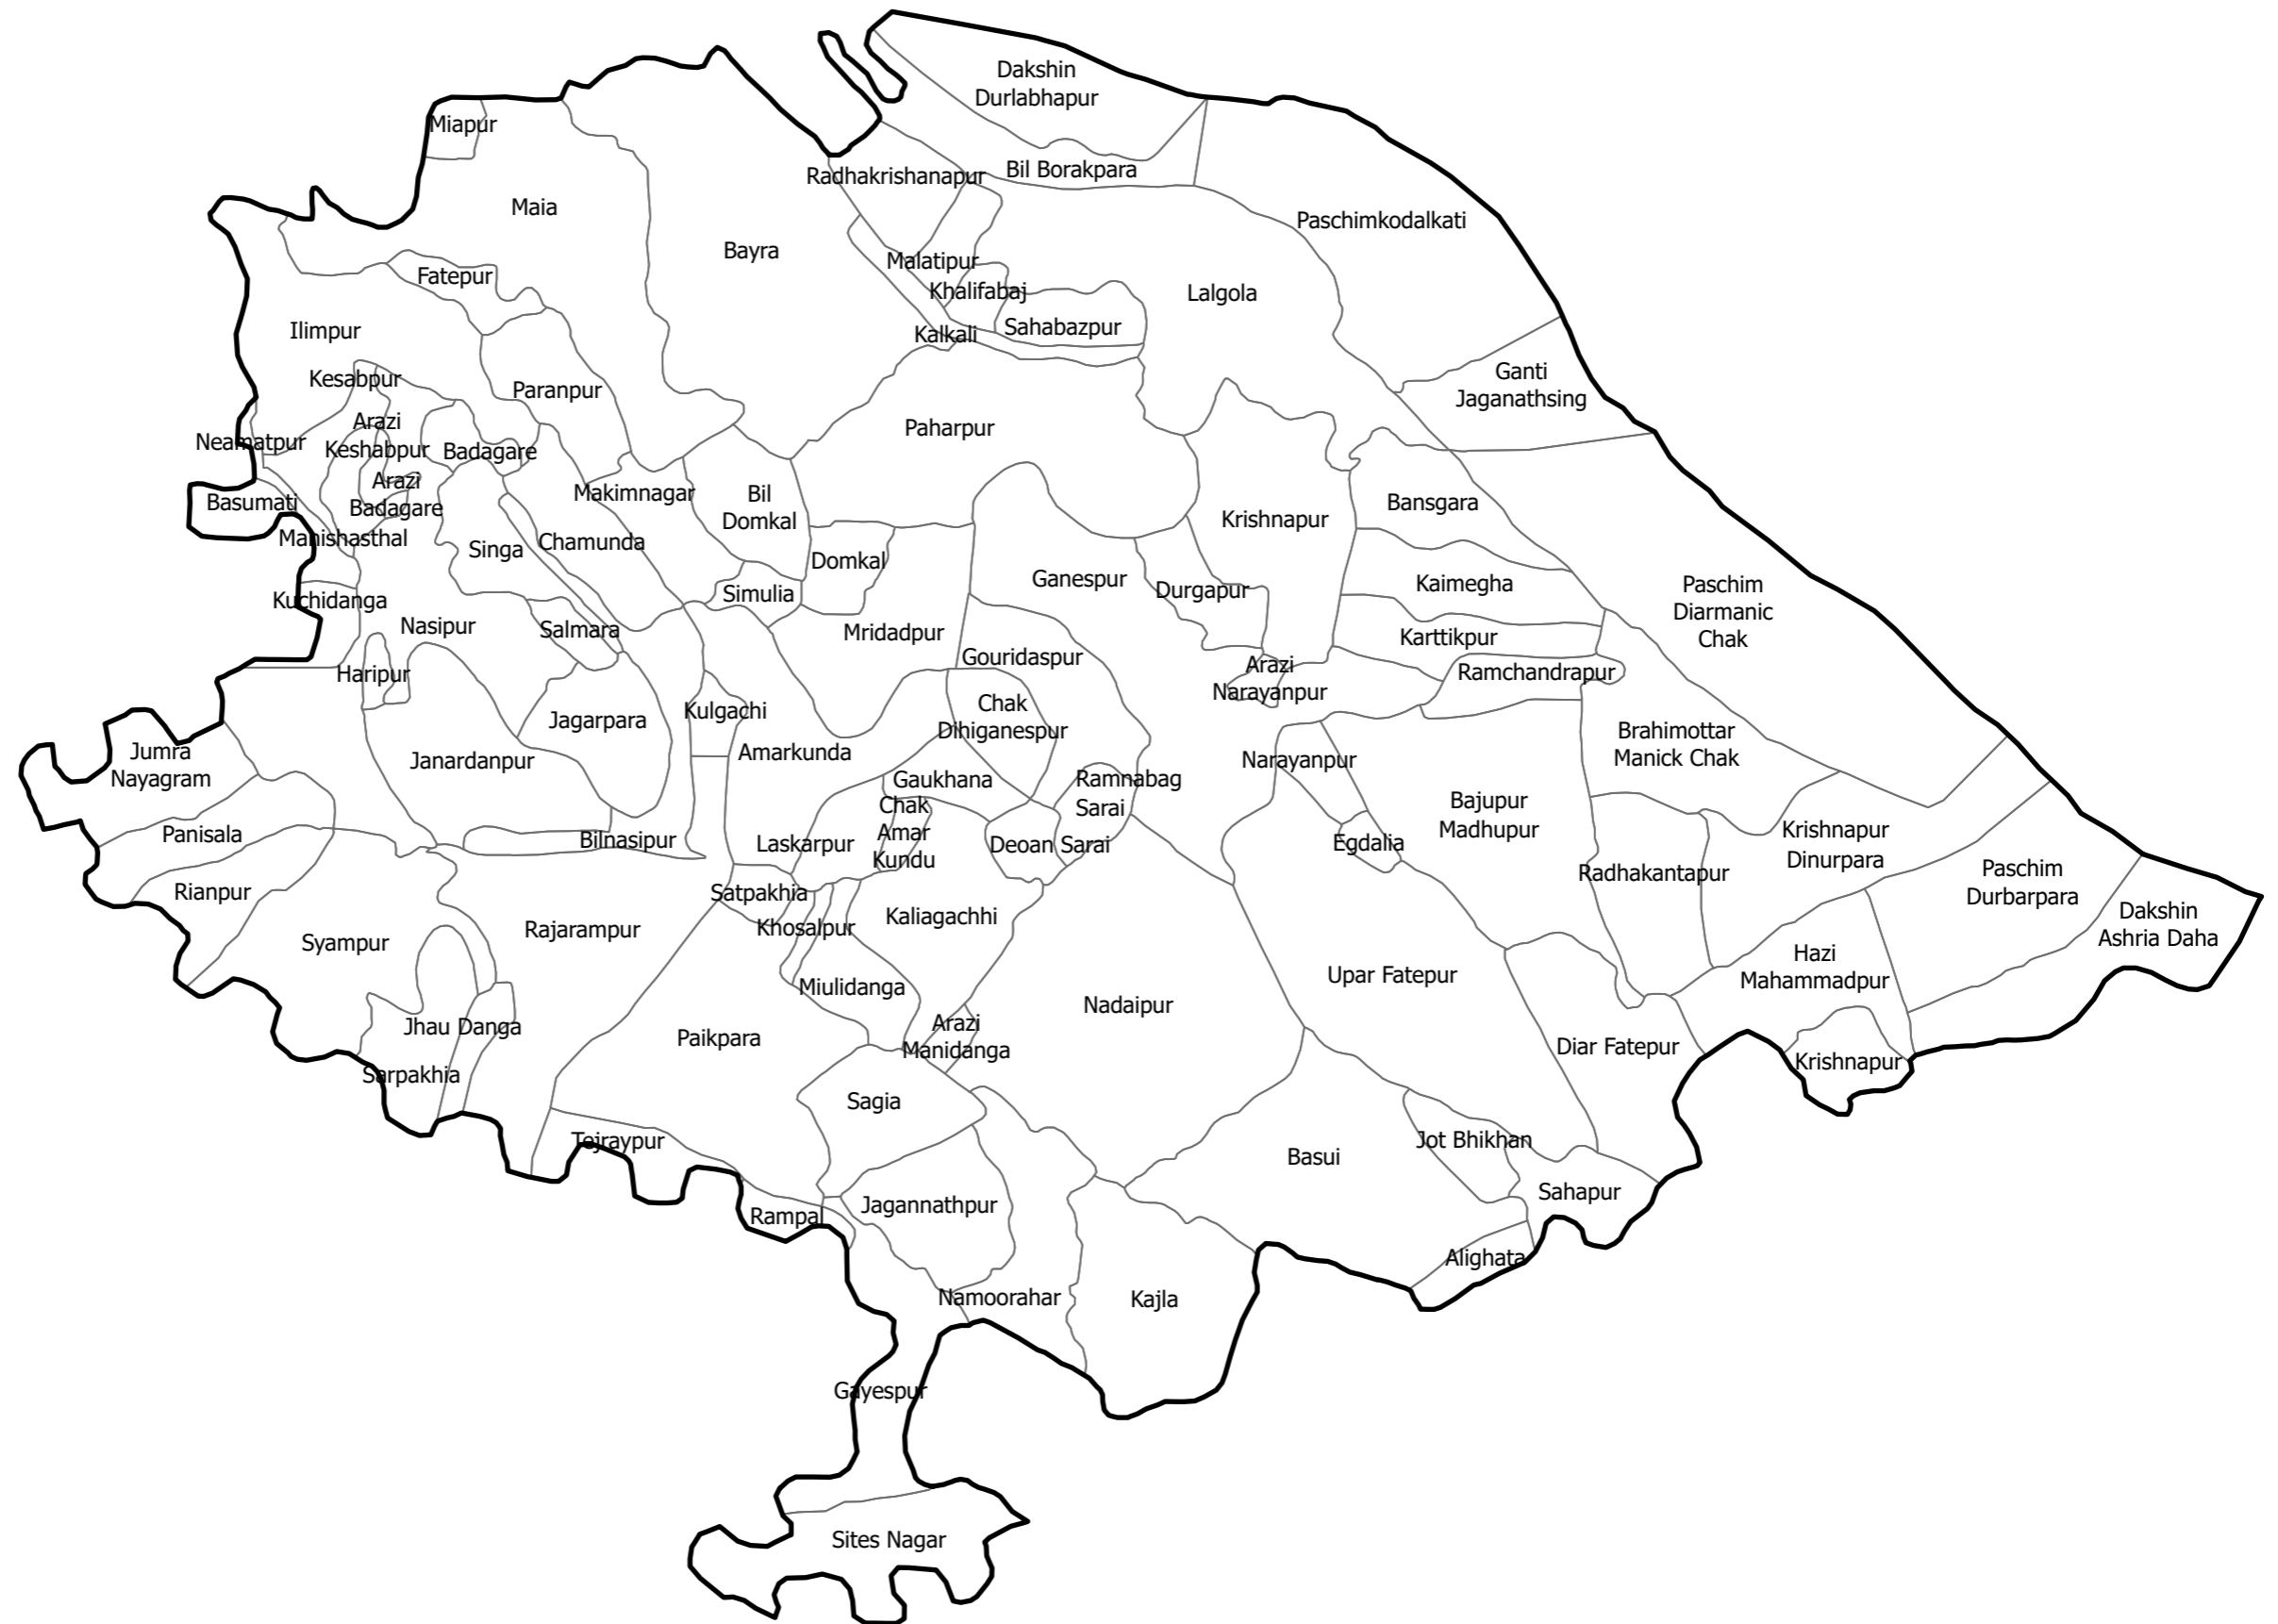 Dakshin
Durlabhapur
Miapur
Bil Borakpara
Radhakrishanapur
Maia
Paschimkodalkati
Bayra
Malatipur
Fatepur
Khalifabaj
Lalgola
Ilimpur
Kalkali
Sahabazpur
Kesabpur
Paranpur
Ganti
Jaganathsing
Arazi
Keshabpur
Paharpur
Neamatpur
Badagare
Arazi
Badagare
Makimnagar
Bil
Domkal
Basumati
Bansgara
Krishnapur
Manishasthal
Singa
Chamunda
Domkal
Ganespur
Durgapur
Kaimegha
Simulia
Paschim
Diarmanic
Chak
Kuchidanga
Nasipur
Salmara
Mridadpur
Karttikpur
Gouridaspur
Arazi
Narayanpur
Ramchandrapur
Haripur
Kulgachi
Jagarpara
Chak
Dihiganespur
Brahimottar
Manick Chak
Jumra
Nayagram
Janardanpur
Amarkunda
Narayanpur
Gaukhana
Ramnabag
Sarai
Bajupur
Madhupur
Chak
Amar
Kundu
Panisala
Bilnasipur
Laskarpur
Deoan Sarai
Egdalia
Krishnapur
Dinurpara
Radhakantapur
Paschim
Durbarpara
Rianpur
Satpakhia
Dakshin
Ashria Daha
Khosalpur
Kaliagachhi
Rajarampur
Syampur
Hazi
Mahammadpur
Upar Fatepur
Miulidanga
Nadaipur
Jhau Danga
Arazi
Manidanga
Paikpara
Diar Fatepur
Krishnapur
Sarpakhia
Sagia
Tejraypur
Jot Bhikhan
Basui
Sahapur
Jagannathpur
Rampal
Alighata
Namoorahar
Kajla
Gayespur
Sites Nagar